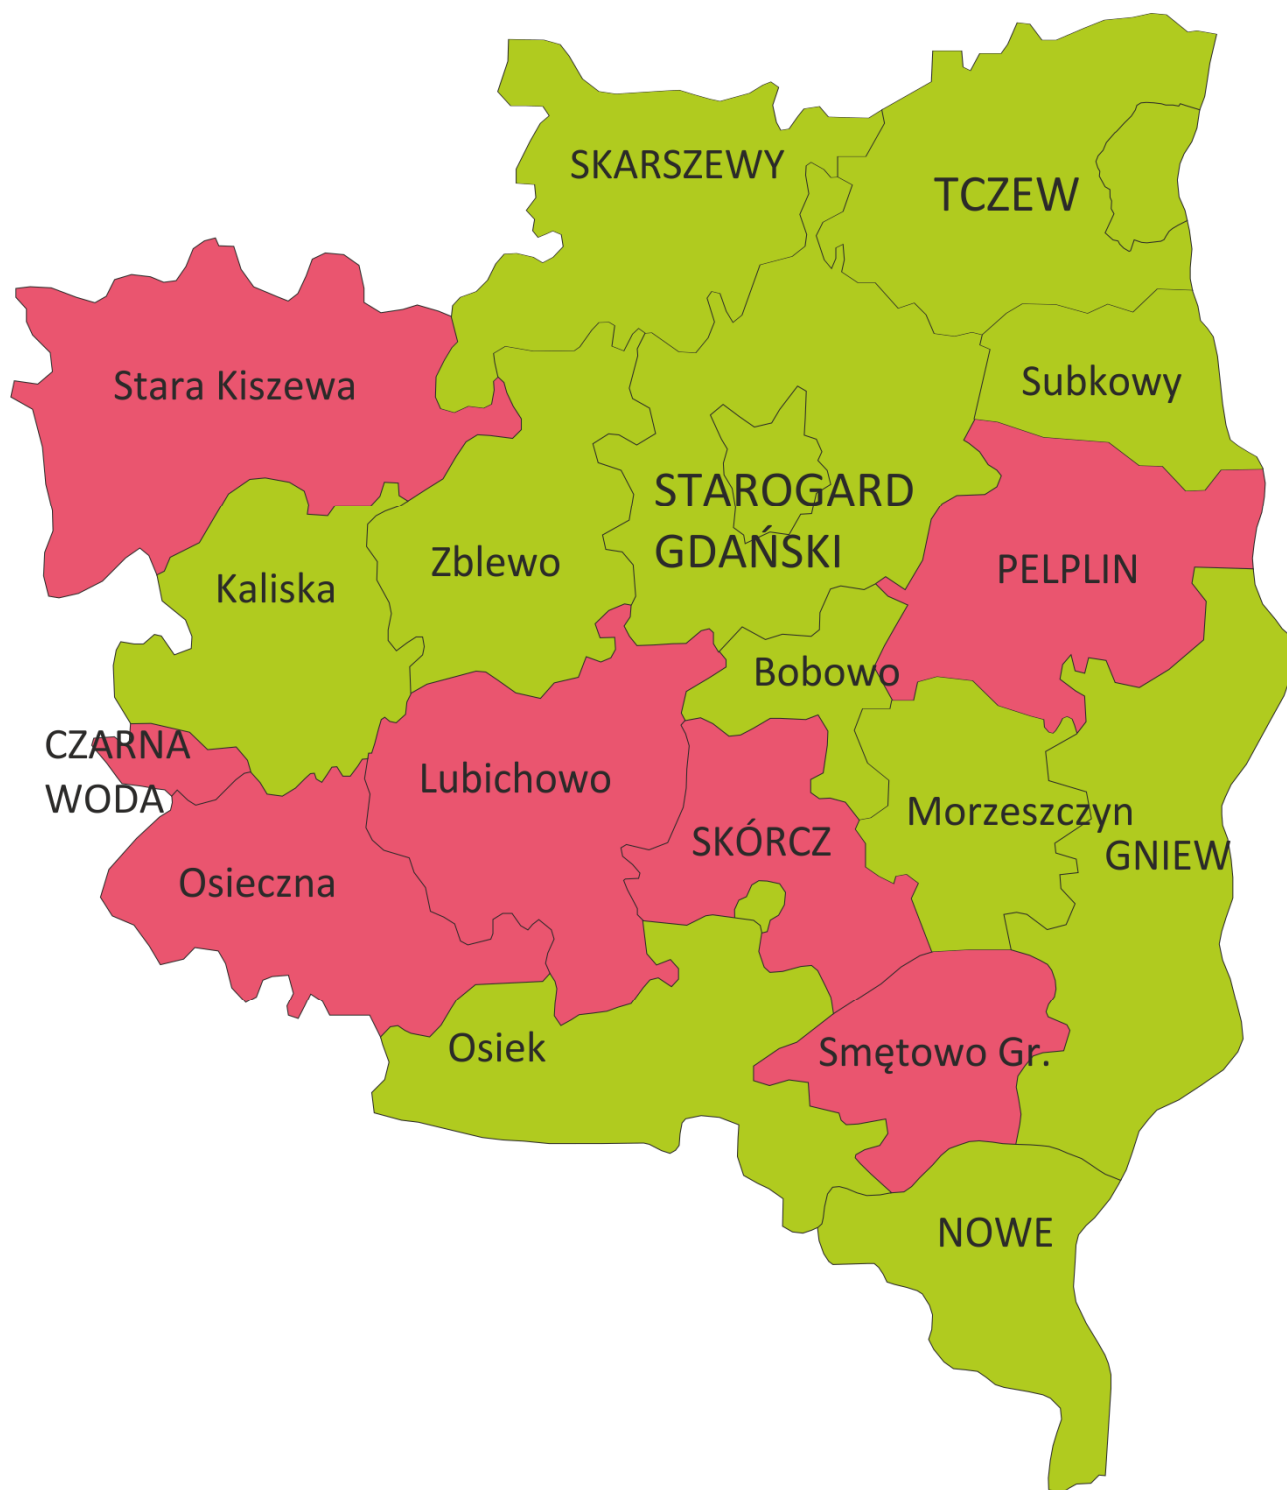 SKARSZEWY
TCZEW
Stara Kiszewa
Subkowy
STAROGARD
GDAŃSKI
Zblewo
PELPLIN
Kaliska
Bobowo
CZARNA
WODA
Lubichowo
Morzeszczyn
SKÓRCZ
GNIEW
Osieczna
Osiek
Smętowo Gr.
NOWE